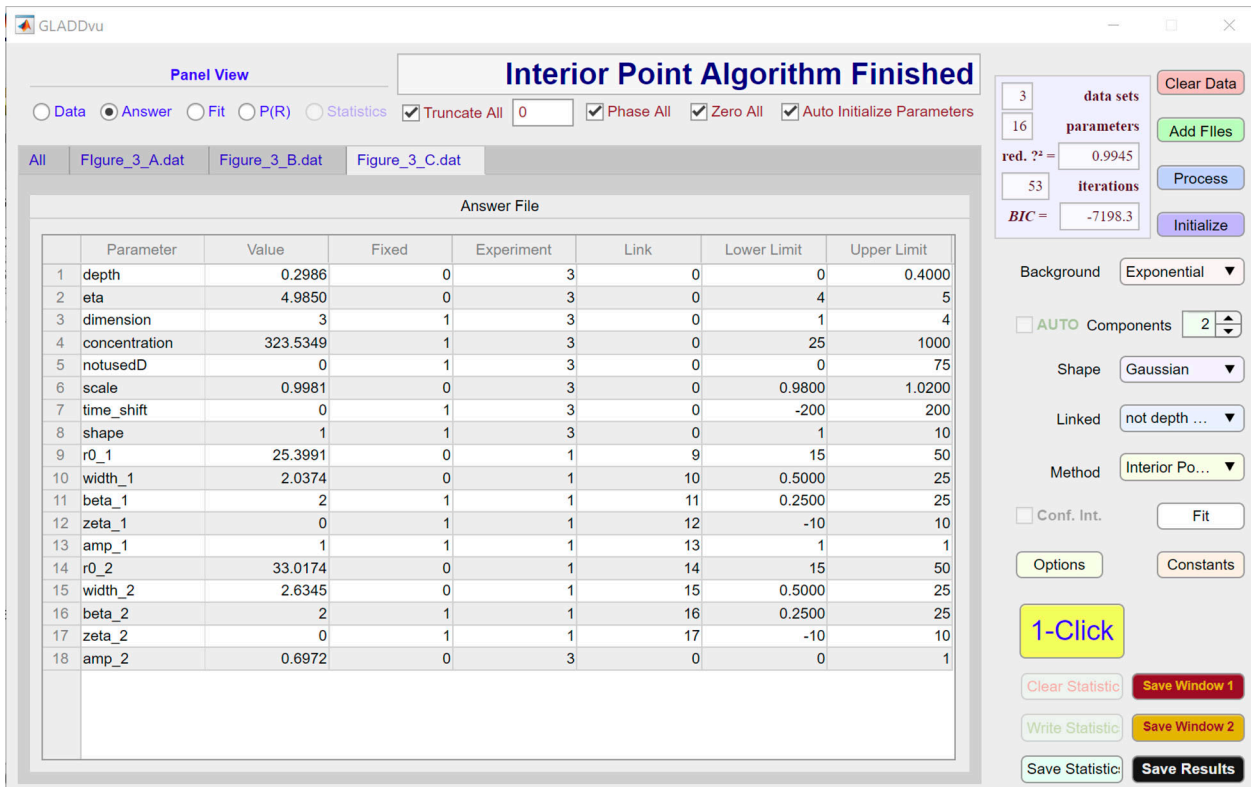 GLADDvu
Panel View
Interior Point Algorithm Finished
Data Answer Fit P(R) Statistics Truncate All 0 Phase All Zero All Auto Initialize Parameters
3 data sets
16 parameters
red. ?² = 0.9945
53 iterations
BIC = -7198.3
Clear Data
Add FIles
Process
Initialize
All FIgure_3_A.dat Figure_3_B.dat Figure_3_C.dat
Answer File
Parameter Value Fixed Experiment Link Lower Limit Upper Limit
1 depth 0.2986 0 3 0 0 0.4000
2 eta 4.9850 0 3 0 4 5
3 dimension 3 1 3 0 1 4
4 concentration 323.5349 1 3 0 25 1000
5 notusedD 0 1 3 0 0 75
6 scale 0.9981 0 3 0 0.9800 1.0200
7 time_shift 0 1 3 0 -200 200
8 shape 1 1 3 0 1 10
9 r0_1 25.3991 0 1 9 15 50
10 width_1 2.0374 0 1 10 0.5000 25
11 beta_1 2 1 1 11 0.2500 25
12 zeta_1 0 1 1 12 -10 10
13 amp_1 1 1 1 13 1 1
14 r0_2 33.0174 0 1 14 15 50
15 width_2 2.6345 0 1 15 0.5000 25
16 beta_2 2 1 1 16 0.2500 25
17 zeta_2 0 1 1 17 -10 10
18 amp_2 0.6972 0 3 0 0 1
Background Exponential
AUTO Components 2
Shape Gaussian
Linked not depth ...
Method Interior Po...
Conf. Int. Fit
Options Constants
1-Click
Clear Statistic Save Window 1
Write Statistic Save Window 2
Save Statistic Save Results